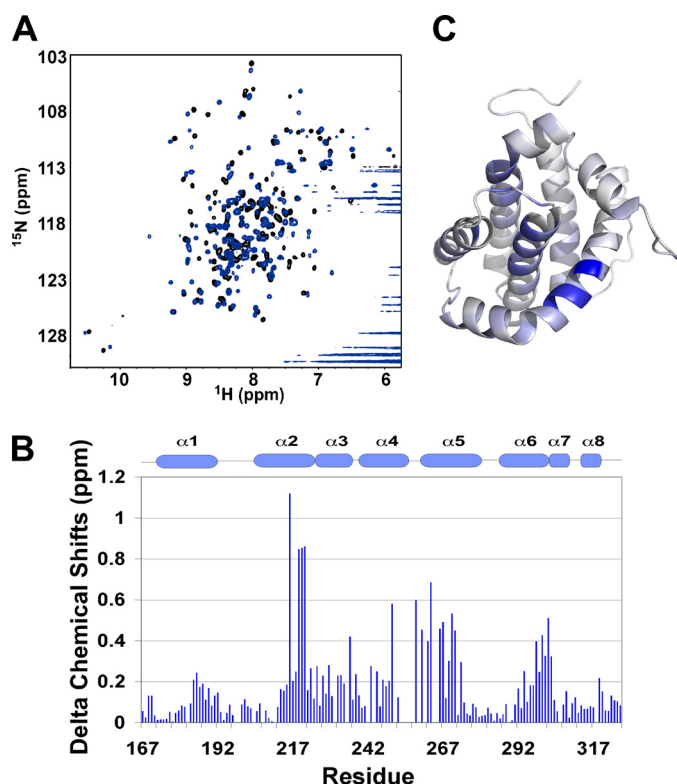 A
C
103
108
113
118
123
128
¹⁵N (ppm)
10 9 8 7 6
¹H (ppm)
B
α1 α2 α3 α4 α5 α6 α7 α8
Delta Chemical Shifts (ppm)
1.2
1
0.8
0.6
0.4
0.2
0
167 192 217 242 267 292 317
Residue